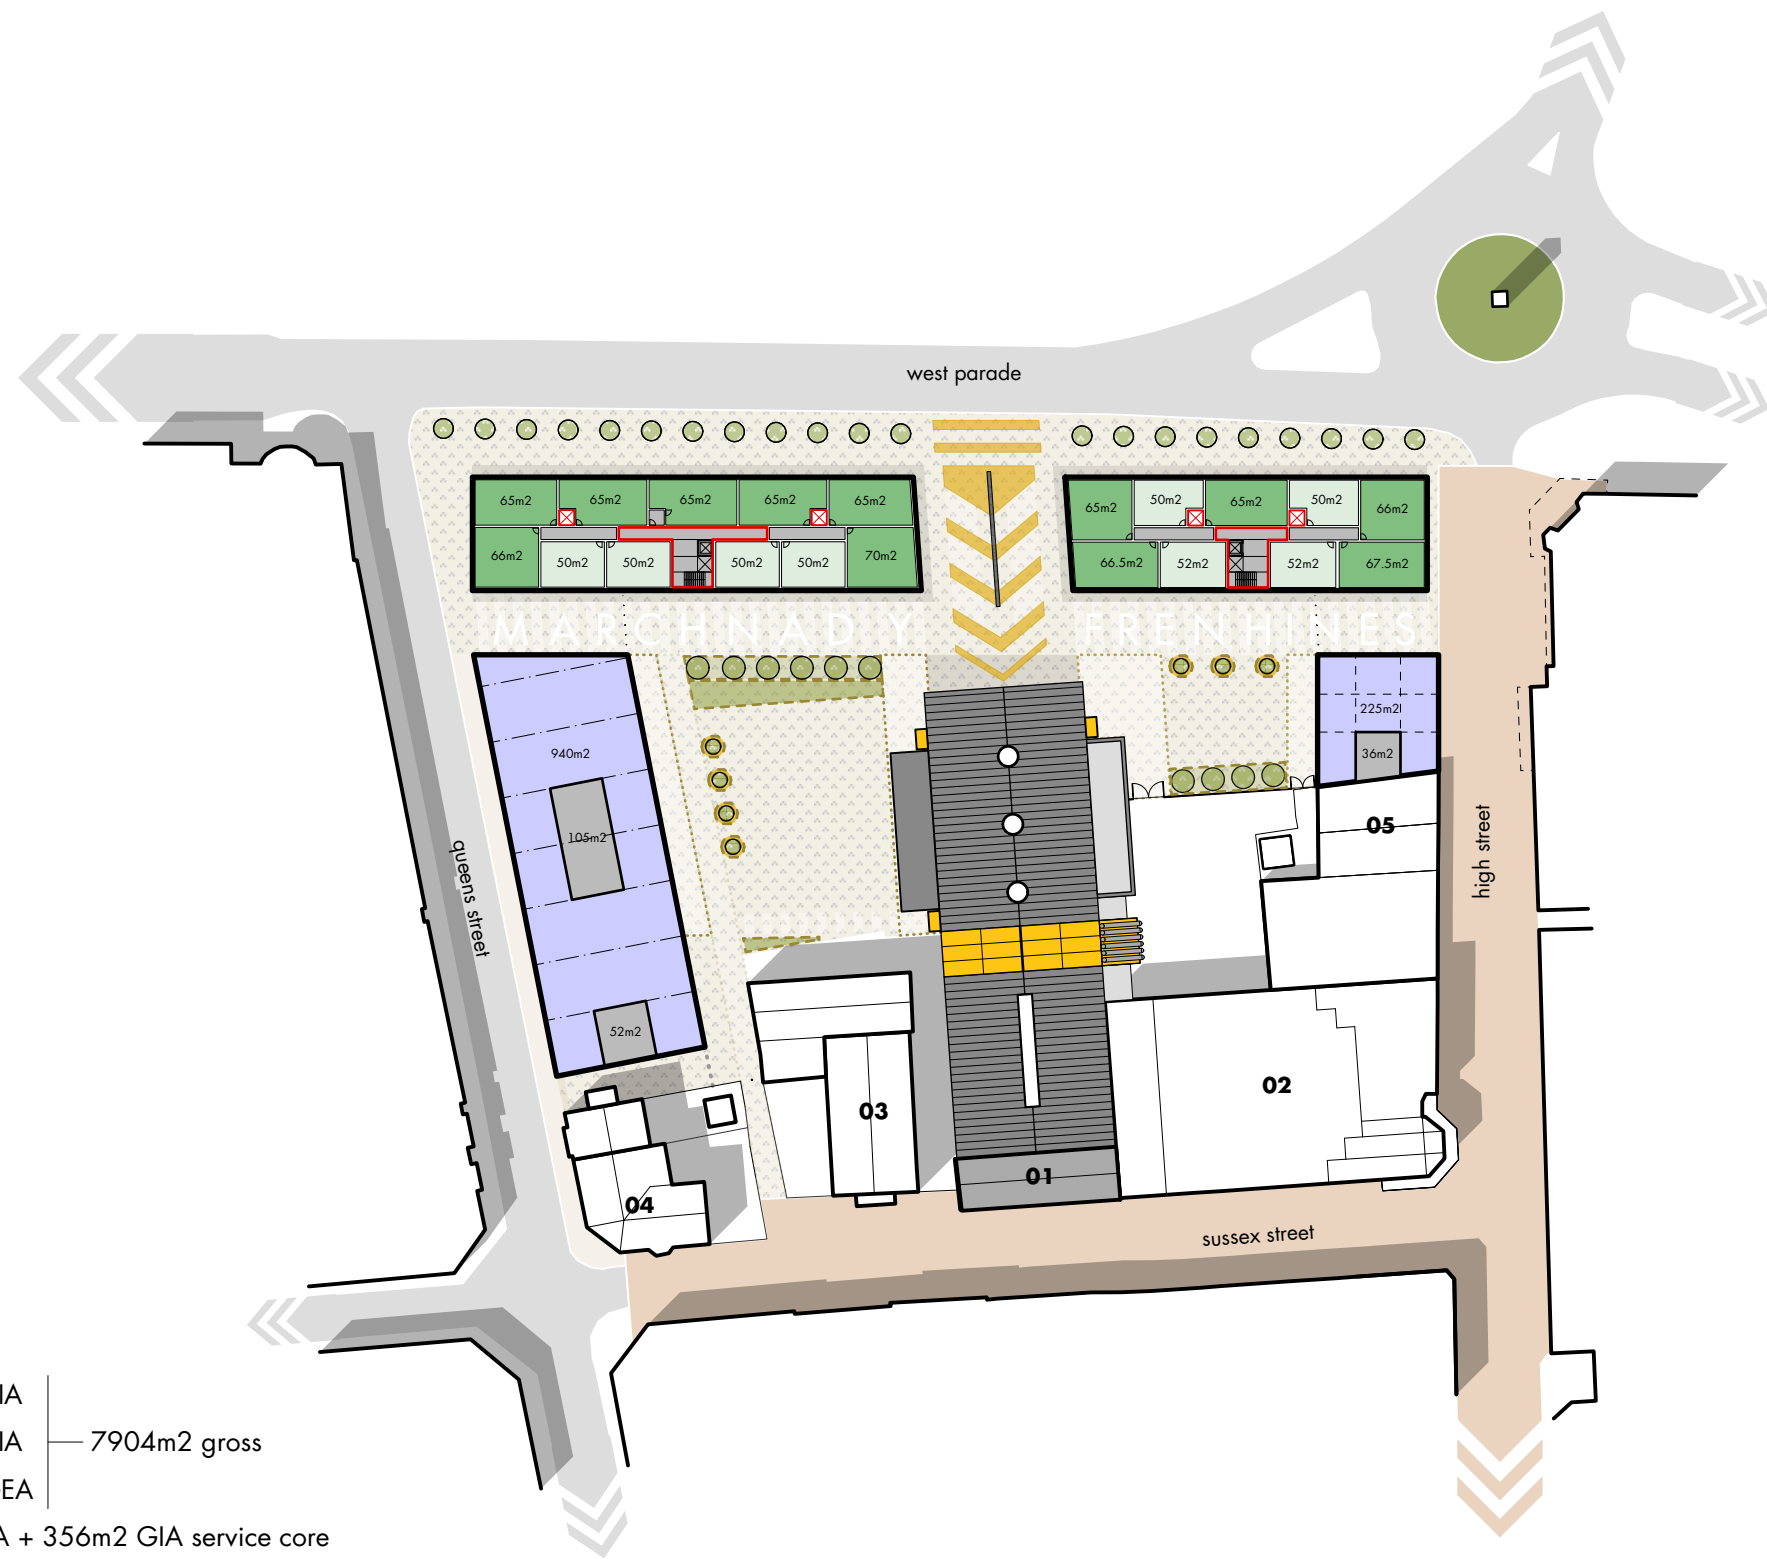 west parade
65m2 65m2 65m2 65m2 65m2
66m2 50m2 50m2 50m2 50m2 70m2
65m2 50m2 65m2 50m2 66m2
66.5m2 52m2 52m2 67.5m2
MARCHNAD Y FRENHINES
940m2
105m2
52m2
225m2
36m2
05
queens street
high street
02
03
01
04
sussex street
IA
IA
EA
7904m2 gross
A + 356m2 GIA service core